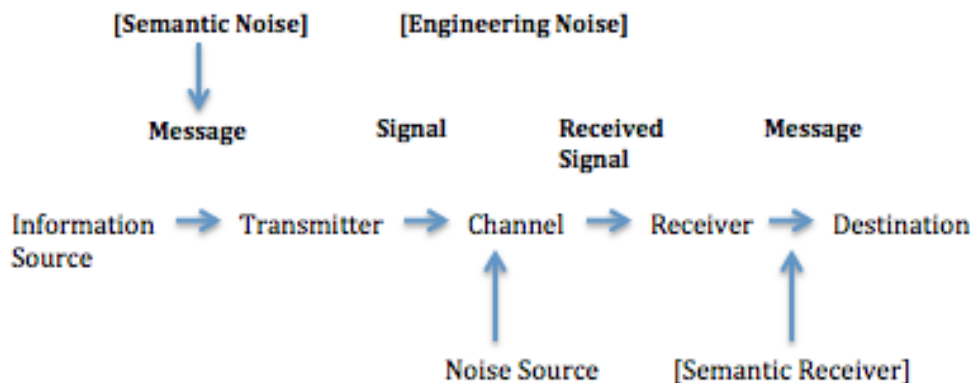 [Semantic Noise] [Engineering Noise]
Message Signal Received Signal Message
Information Source Transmitter Channel Receiver Destination
Noise Source [Semantic Receiver]